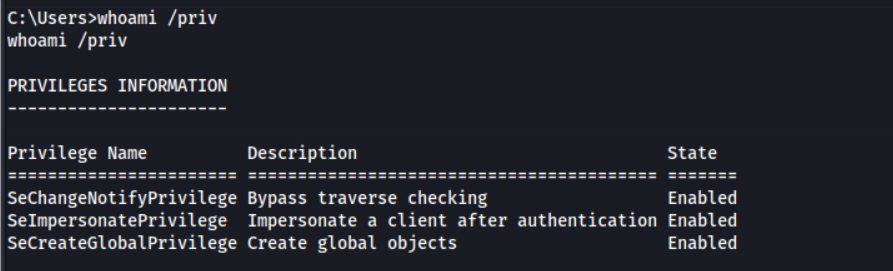 C:\Users>whoami /priv
whoami /priv
PRIVILEGES INFORMATION
----------------------
Privilege Name          Description                               State
======================= ========================================= =======
SeChangeNotifyPrivilege Bypass traverse checking                  Enabled
SeImpersonatePrivilege  Impersonate a client after authentication Enabled
SeCreateGlobalPrivilege Create global objects                     Enabled